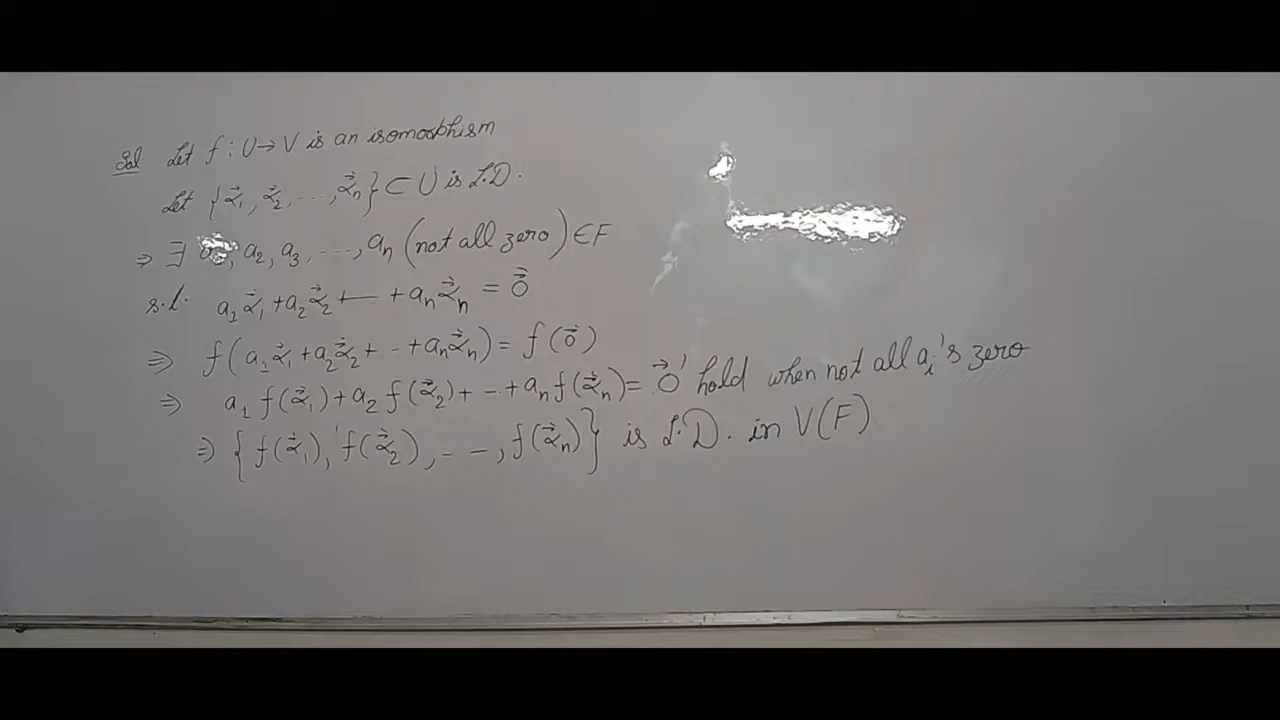 Sol Let f : U → V is an isomorphism
Let {α⃗₁, α⃗₂, ..., α⃗ₙ} ⊂ U is L.D.
⇒ ∃ , a₂, a₃, ...., aₙ (not all zero) ∈ F
s.t. a₁α⃗₁ + a₂α⃗₂ + — + aₙα⃗ₙ = 0⃗
⇒ f(a₁α⃗₁ + a₂α⃗₂ + -- + aₙα⃗ₙ) = f(0⃗)
⇒ a₁ f(α⃗₁) + a₂ f(α⃗₂) + -- + aₙ f(α⃗ₙ) = 0⃗' hold when not all aᵢ's zero
⇒ {f(α⃗₁), f(α⃗₂), - -, f(α⃗ₙ)} is L.D. in V(F)